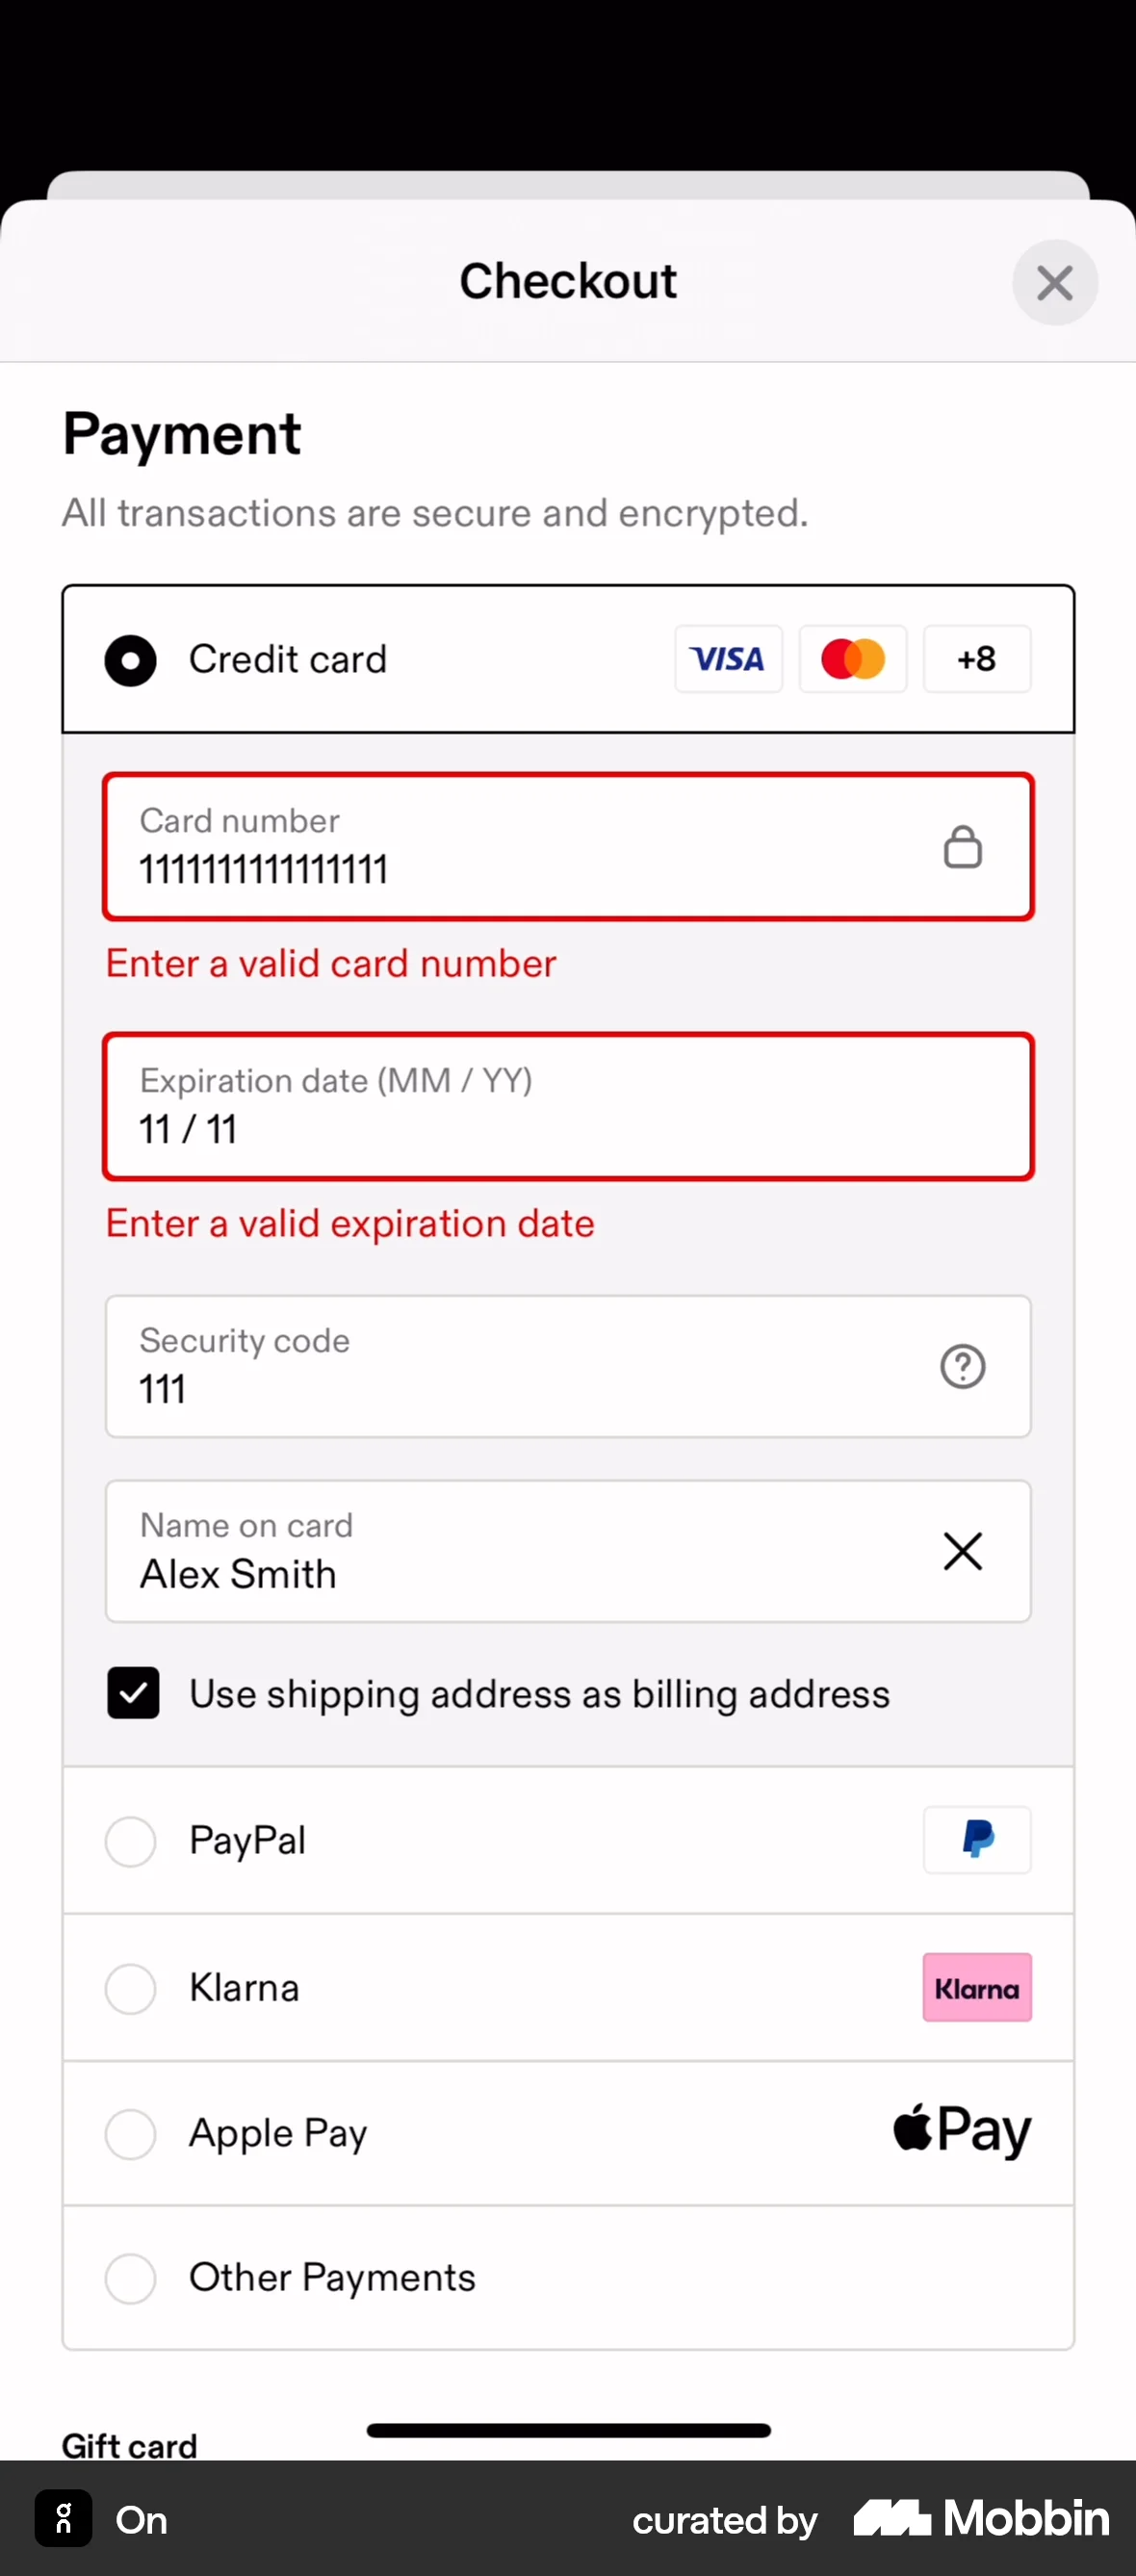 Checkout
Payment
All transactions are secure and encrypted.
Credit card VISA +8
Card number
1111111111111111
Enter a valid card number
Expiration date (MM / YY)
11 / 11
Enter a valid expiration date
Security code
111
Name on card
Alex Smith
Use shipping address as billing address
PayPal
Klarna Klarna
Apple Pay Pay
Other Payments
Gift card
On On curated by Mobbin